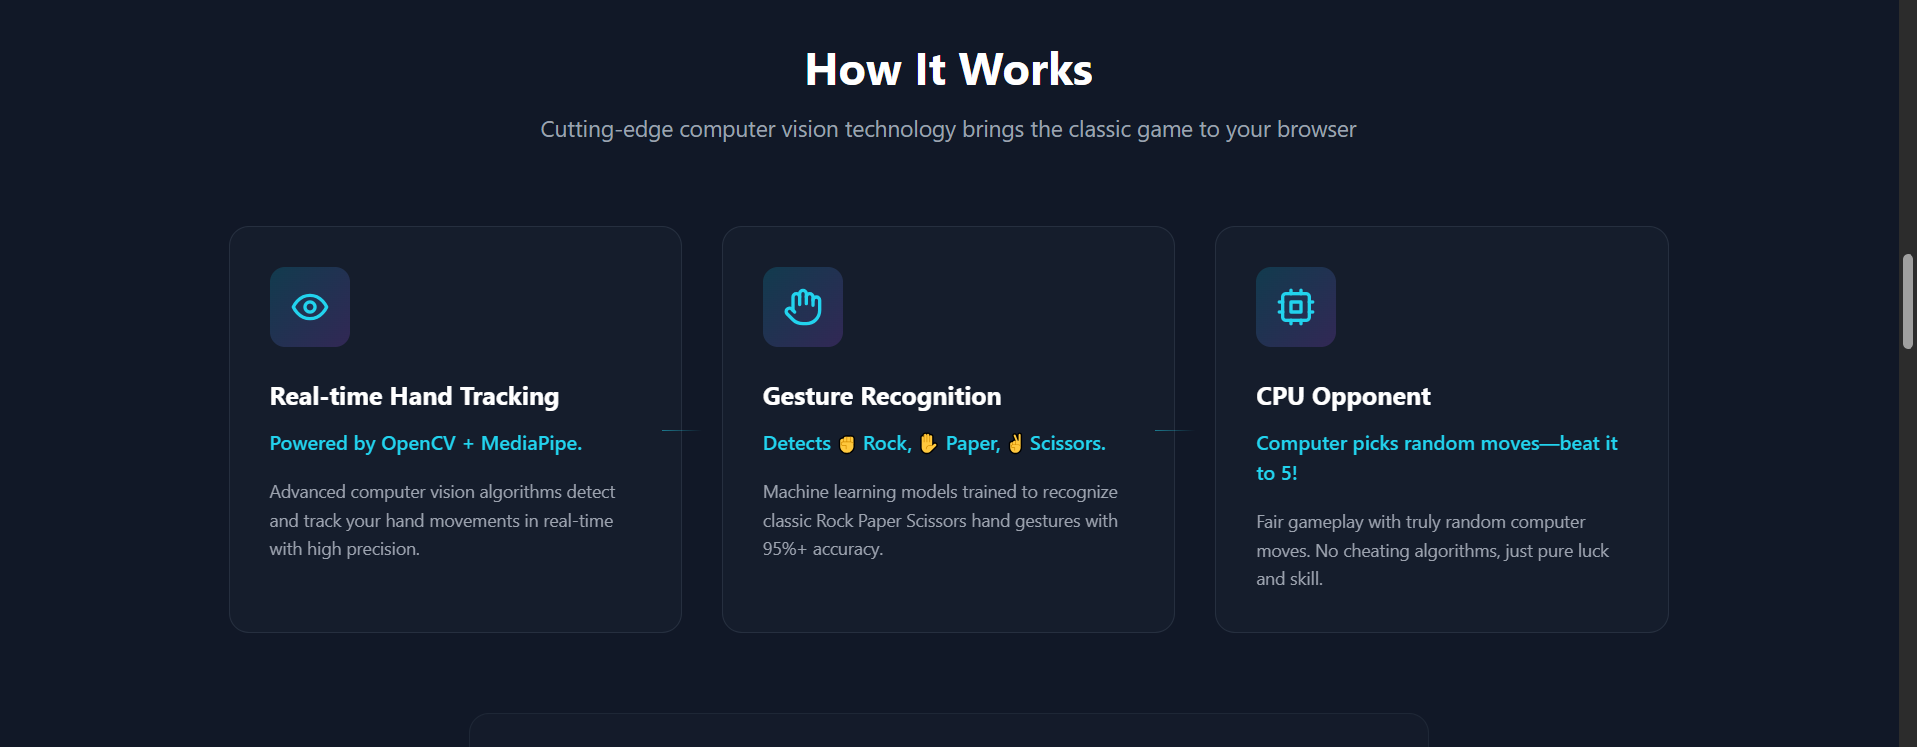 How It Works
Cutting-edge computer vision technology brings the classic game to your browser
Real-time Hand Tracking
Powered by OpenCV + MediaPipe.
Advanced computer vision algorithms detect
and track your hand movements in real-time
with high precision.
Gesture Recognition
Detects ✊ Rock, ✋ Paper, ✌ Scissors.
Machine learning models trained to recognize
classic Rock Paper Scissors hand gestures with
95%+ accuracy.
CPU Opponent
Computer picks random moves—beat it
to 5!
Fair gameplay with truly random computer
moves. No cheating algorithms, just pure luck
and skill.